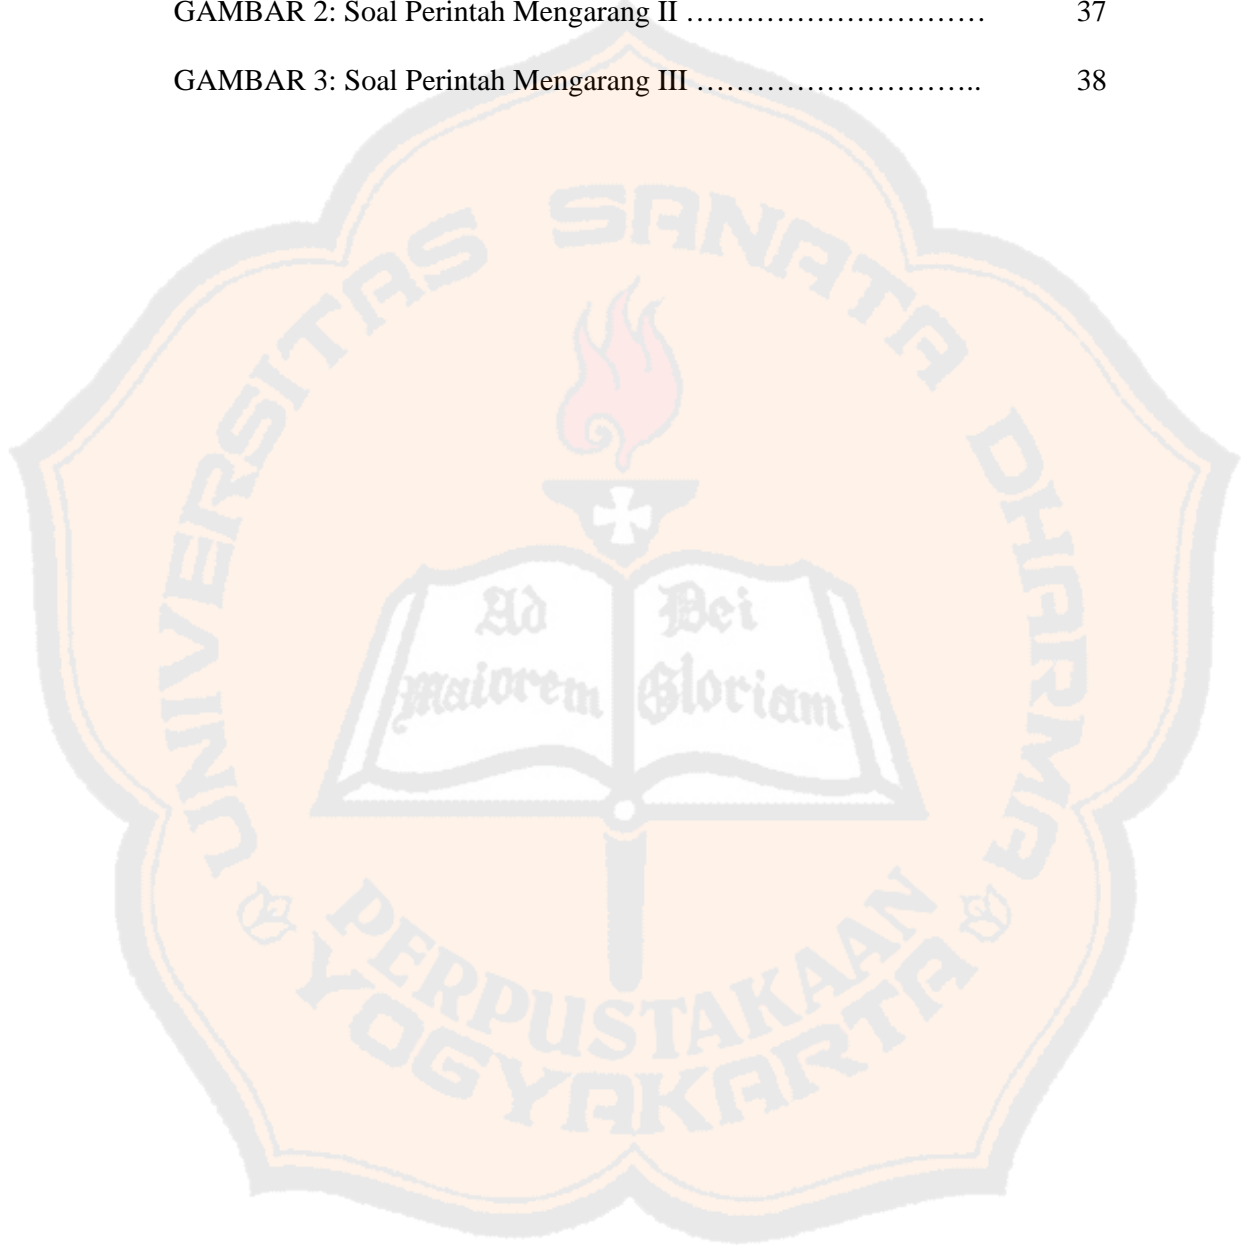 GAMBAR 2: Soal Perintah Mengarang II ………………………… 37
GAMBAR 3: Soal Perintah Mengarang III ……………………….. 38
UNIVERSITAS SANATA DHARMA
Ad Dei
maiorem Gloriam
PERPUSTAKAAN
YOGYAKARTA